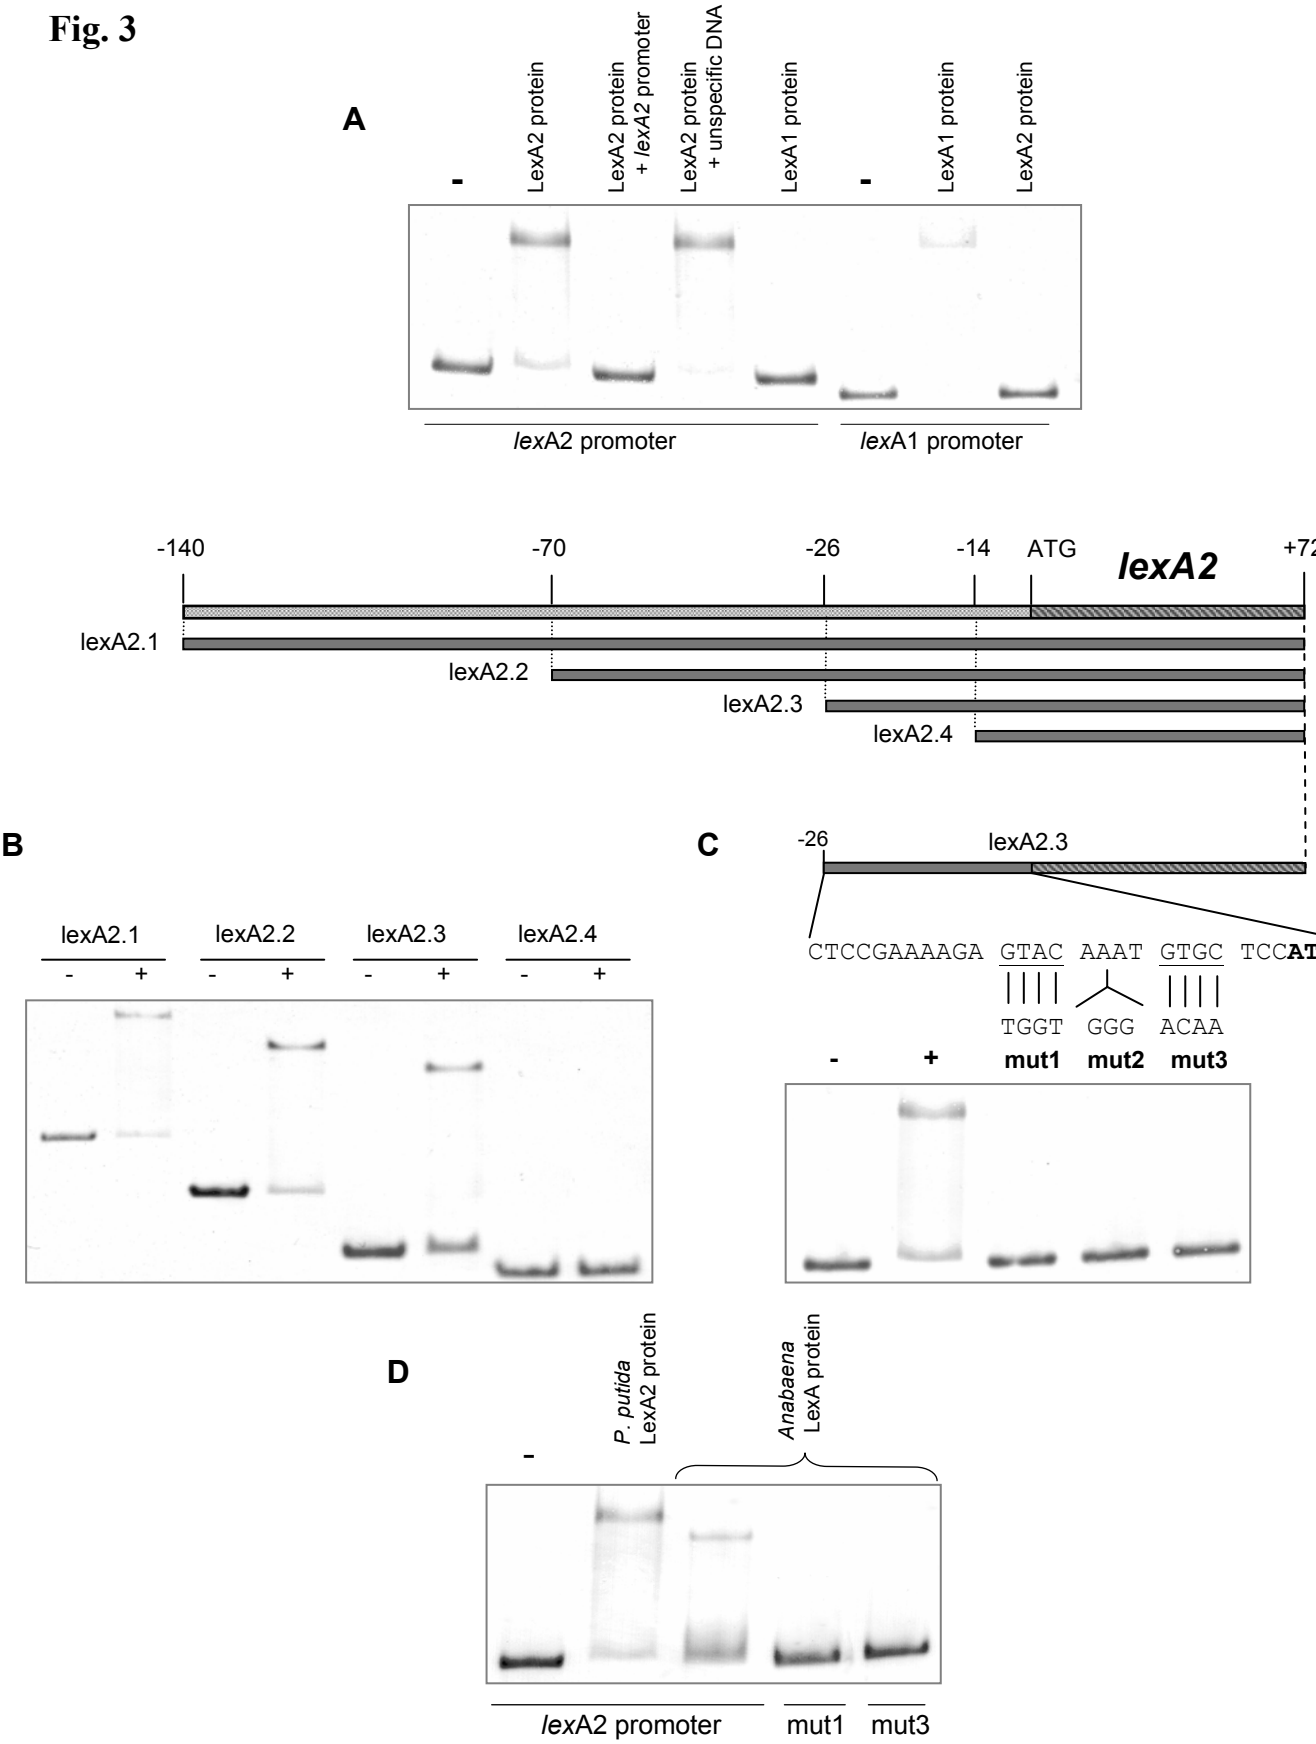 Fig. 3
A
-
LexA2 protein
LexA2 protein
+ lexA2 promoter
LexA2 protein
+ unspecific DNA
LexA1 protein
-
LexA1 protein
LexA2 protein
lexA2 promoter
lexA1 promoter
-140
-70
-26
-14
ATG
lexA2
+72
lexA2.1
lexA2.2
lexA2.3
lexA2.4
B
lexA2.1
lexA2.2
lexA2.3
lexA2.4
- + - + - + - +
C
-26
lexA2.3
CTCCGAAAAGA GTAC AAAT GTGC TCCAT
TGGT GGG ACAA
- + mut1 mut2 mut3
D
-
P. putida
LexA2 protein
Anabaena
LexA protein
lexA2 promoter
mut1
mut3